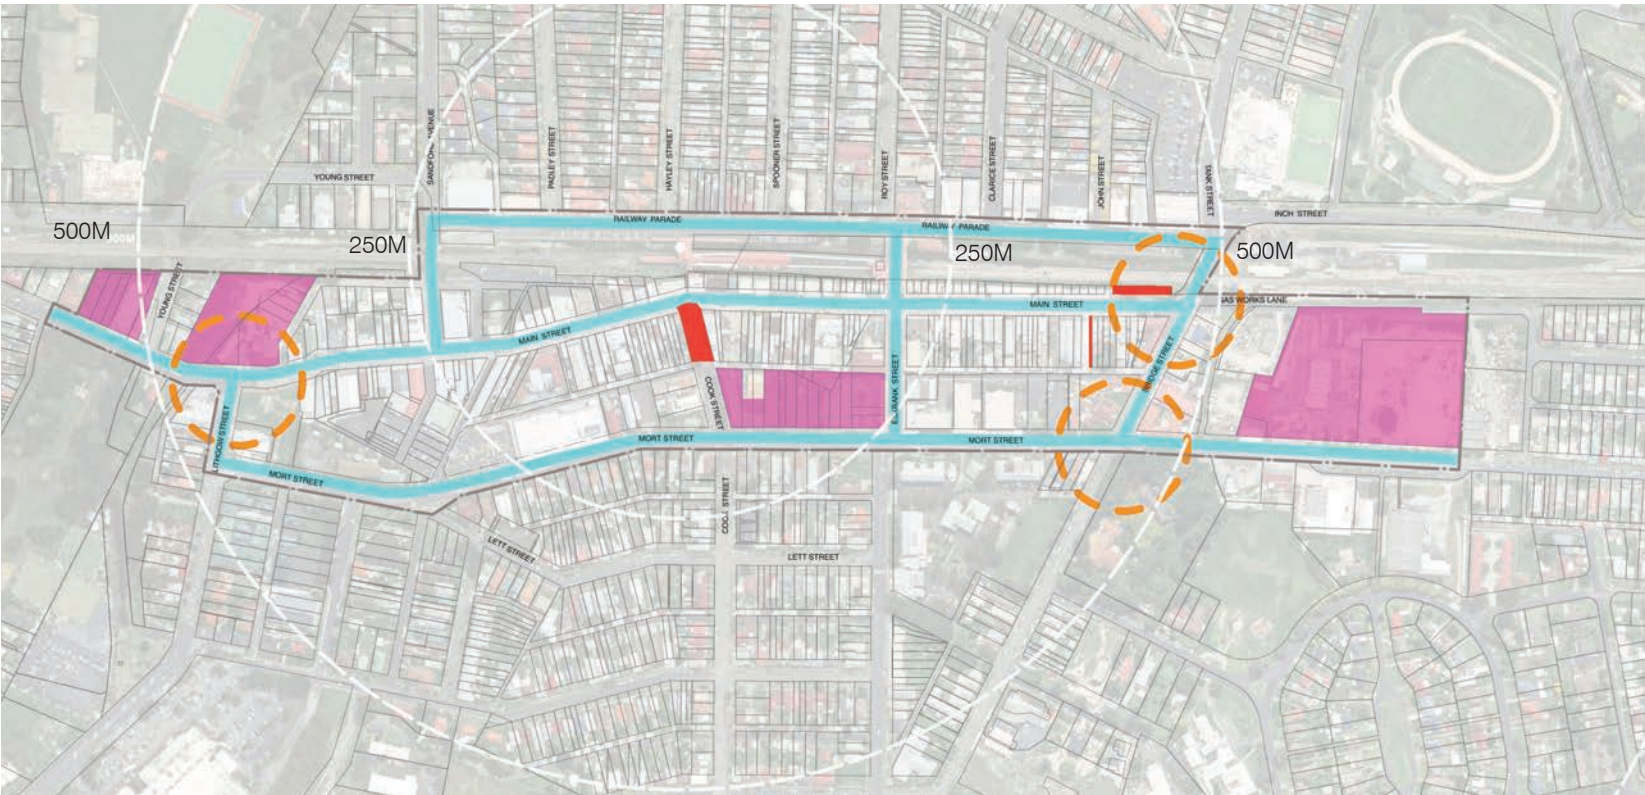 SANDFORD AVENUE
PADLEY STREET
HAYLEY STREET
SPOONER STREET
ROY STREET
CLARICE STREET
JOHN STREET
TANK STREET
YOUNG STREET
INCH STREET
RAILWAY PARADE
RAILWAY PARADE
500M
250M
250M
500M
YOUNG STREET
MAIN STREET
MAIN STREET
GAS WORKS LANE
BRIDGE STREET
COOK STREET
STREET
LITHGOW STREET
MORT STREET
MORT STREET
MORT STREET
COOK STREET
LETT STREET
LETT STREET